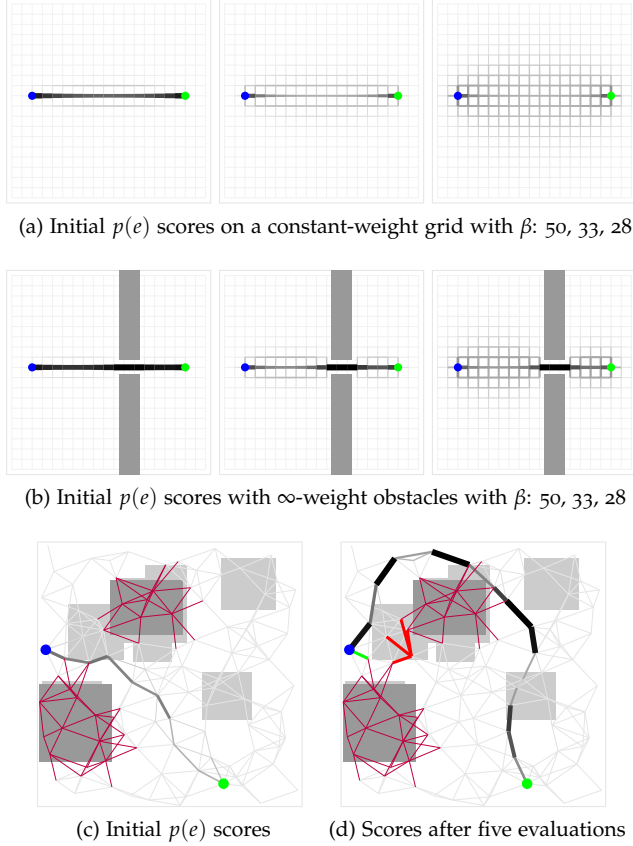 (a) Initial p(e) scores on a constant-weight grid with β: 50, 33, 28
(b) Initial p(e) scores with ∞-weight obstacles with β: 50, 33, 28
(c) Initial p(e) scores
(d) Scores after five evaluations